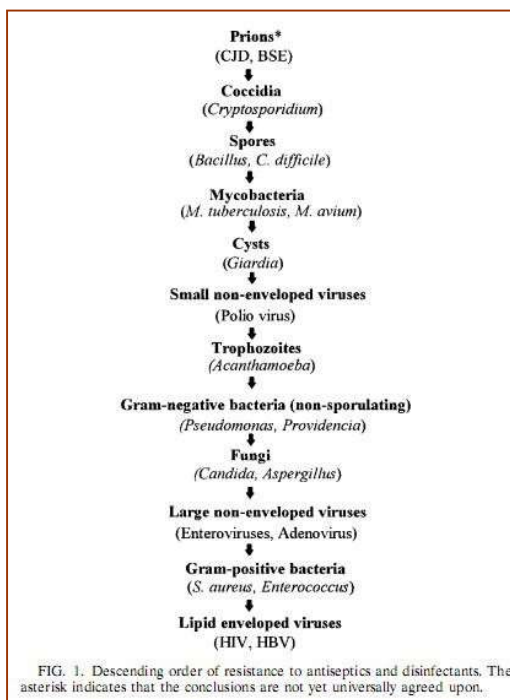 Prions*
(CJD, BSE)
Coccidia
(Cryptosporidium)
Spores
(Bacillus, C. difficile)
Mycobacteria
(M. tuberculosis, M. avium)
Cysts
(Giardia)
Small non-enveloped viruses
(Polio virus)
Trophozoites
(Acanthamoeba)
Gram-negative bacteria (non-sporulating)
(Pseudomonas, Providencia)
Fungi
(Candida, Aspergillus)
Large non-enveloped viruses
(Enteroviruses, Adenovirus)
Gram-positive bacteria
(S. aureus, Enterococcus)
Lipid enveloped viruses
(HIV, HBV)
FIG. 1. Descending order of resistance to antiseptics and disinfectants. The
asterisk indicates that the conclusions are not yet universally agreed upon.